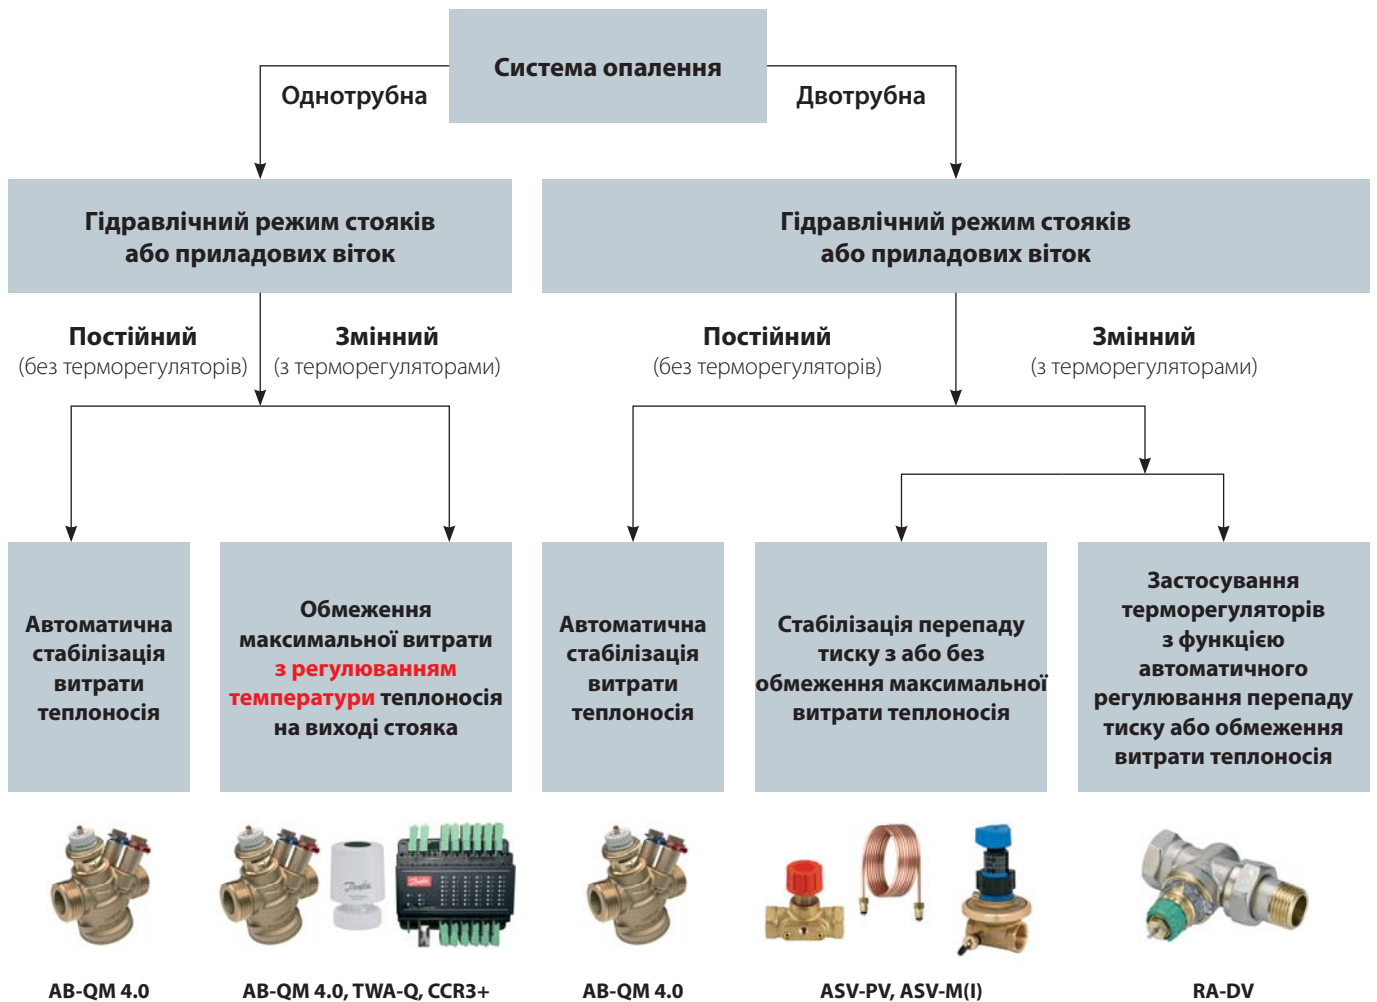 Система опалення
Однотрубна
Двотрубна
Гідравлічний режим стояків
або приладових віток
Гідравлічний режим стояків
або приладових віток
Постійний
(без терморегуляторів)
Змінний
(з терморегуляторами)
Постійний
(без терморегуляторів)
Змінний
(з терморегуляторами)
Автоматична
стабілізація
витрати
теплоносія
Обмеження
максимальної витрати
з регулюванням
температури теплоносія
на виході стояка
Автоматична
стабілізація
витрати
теплоносія
Стабілізація перепаду
тиску з або без
обмеження максимальної
витрати теплоносія
Застосування
терморегуляторів
з функцією
автоматичного
регулювання перепаду
тиску або обмеження
витрати теплоносія
Danfoss
Danfoss
AB-QM 4.0
AB-QM 4.0, TWA-Q, CCR3+
AB-QM 4.0
ASV-PV, ASV-M(I)
RA-DV